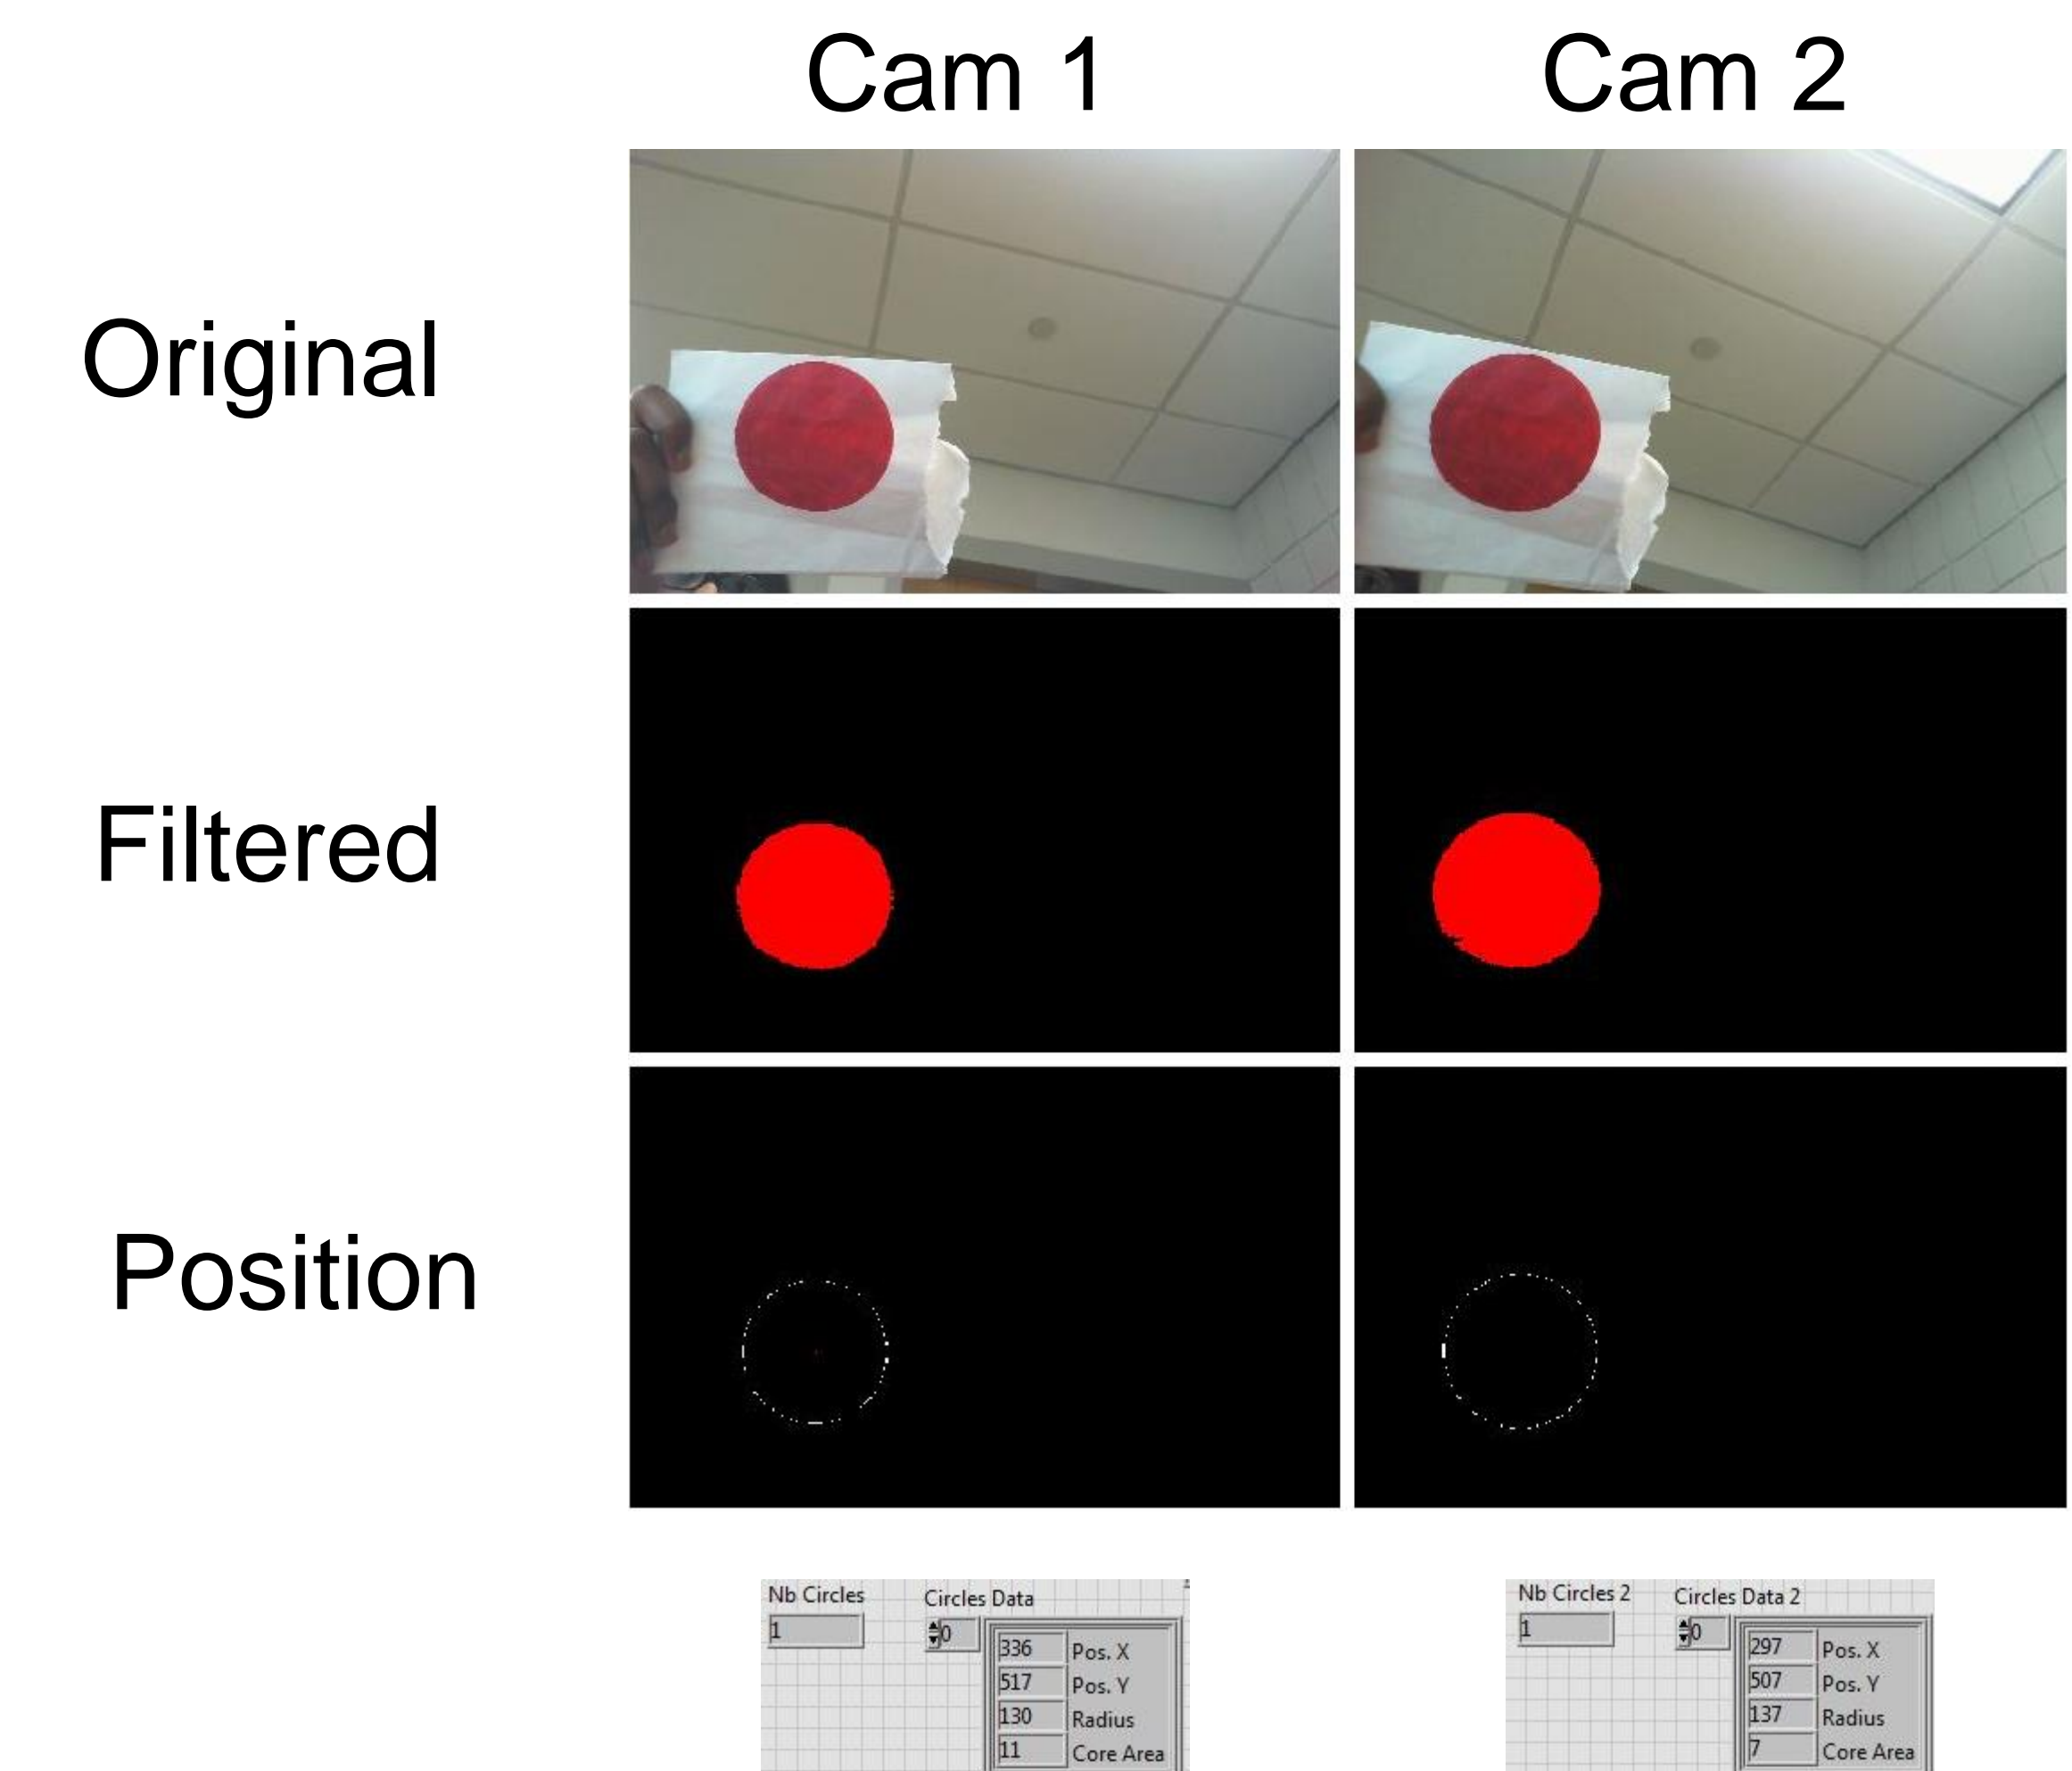 Cam 1 Cam 2
Original
Filtered
Position
Nb Circles Circles Data
1 0
336 Pos. X
517 Pos. Y
130 Radius
11 Core Area
Nb Circles 2 Circles Data 2
1 0
297 Pos. X
507 Pos. Y
137 Radius
7 Core Area